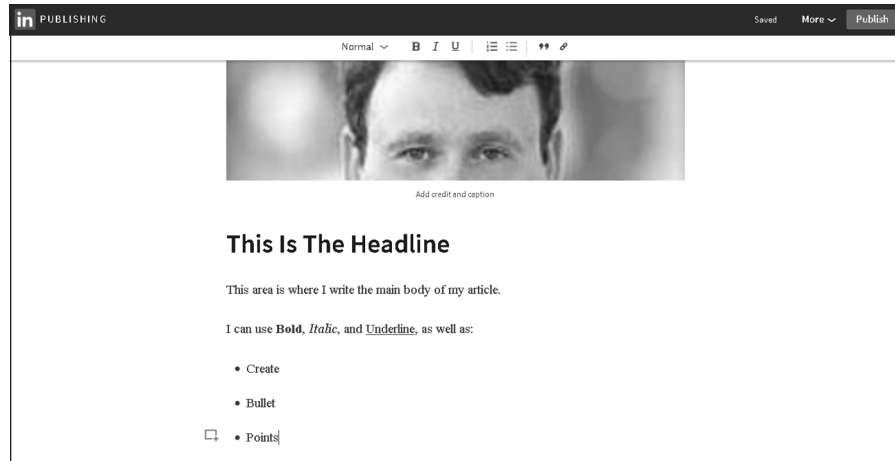 in PUBLISHING Saved More Publish
Normal B I U
Add credit and caption
This Is The Headline
This area is where I write the main body of my article.
I can use Bold, Italic, and Underline, as well as:
• Create
• Bullet
• Points